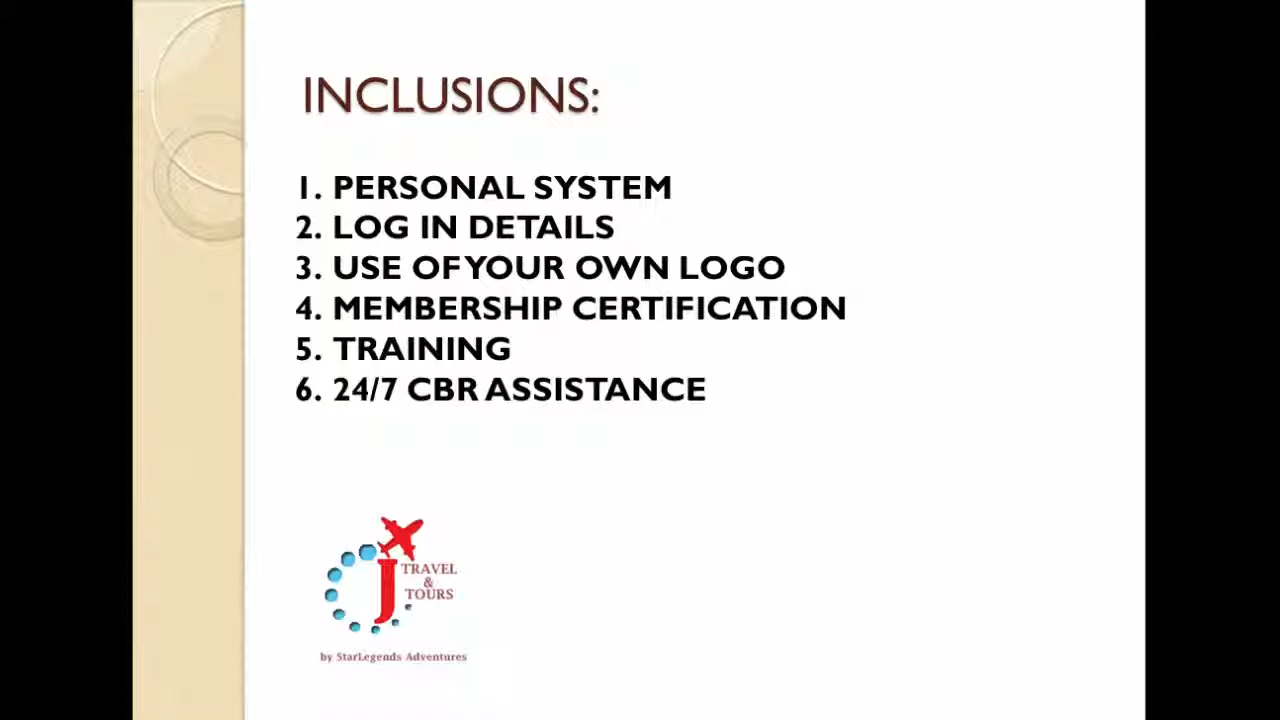 INCLUSIONS:
1. PERSONAL SYSTEM
2. LOG IN DETAILS
3. USE OF YOUR OWN LOGO
4. MEMBERSHIP CERTIFICATION
5. TRAINING
6. 24/7 CBR ASSISTANCE
J TRAVEL
&
TOURS
by StarLegends Adventures